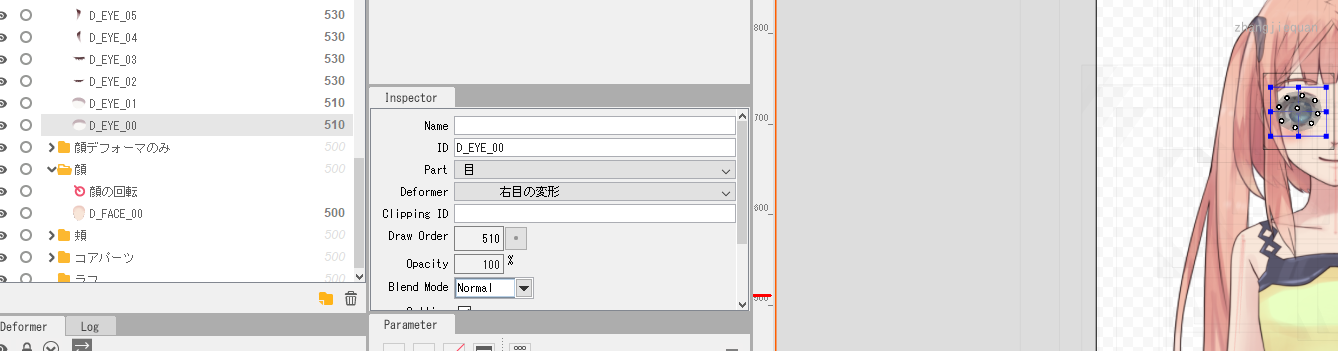 D_EYE_05 530
D_EYE_04 530
D_EYE_03 530
D_EYE_02 530
D_EYE_01 510
D_EYE_00 510
顔デフォーマのみ 500
顔 500
顔の回転
D_FACE_00 500
頬 500
コアパーツ 500
ラフ 500
Deformer Log
Inspector
Name
ID D_EYE_00
Part 目
Deformer 右目の変形
Clipping ID
Draw Order 510
Opacity 100 %
Blend Mode Normal
Parameter
800
700
600
500